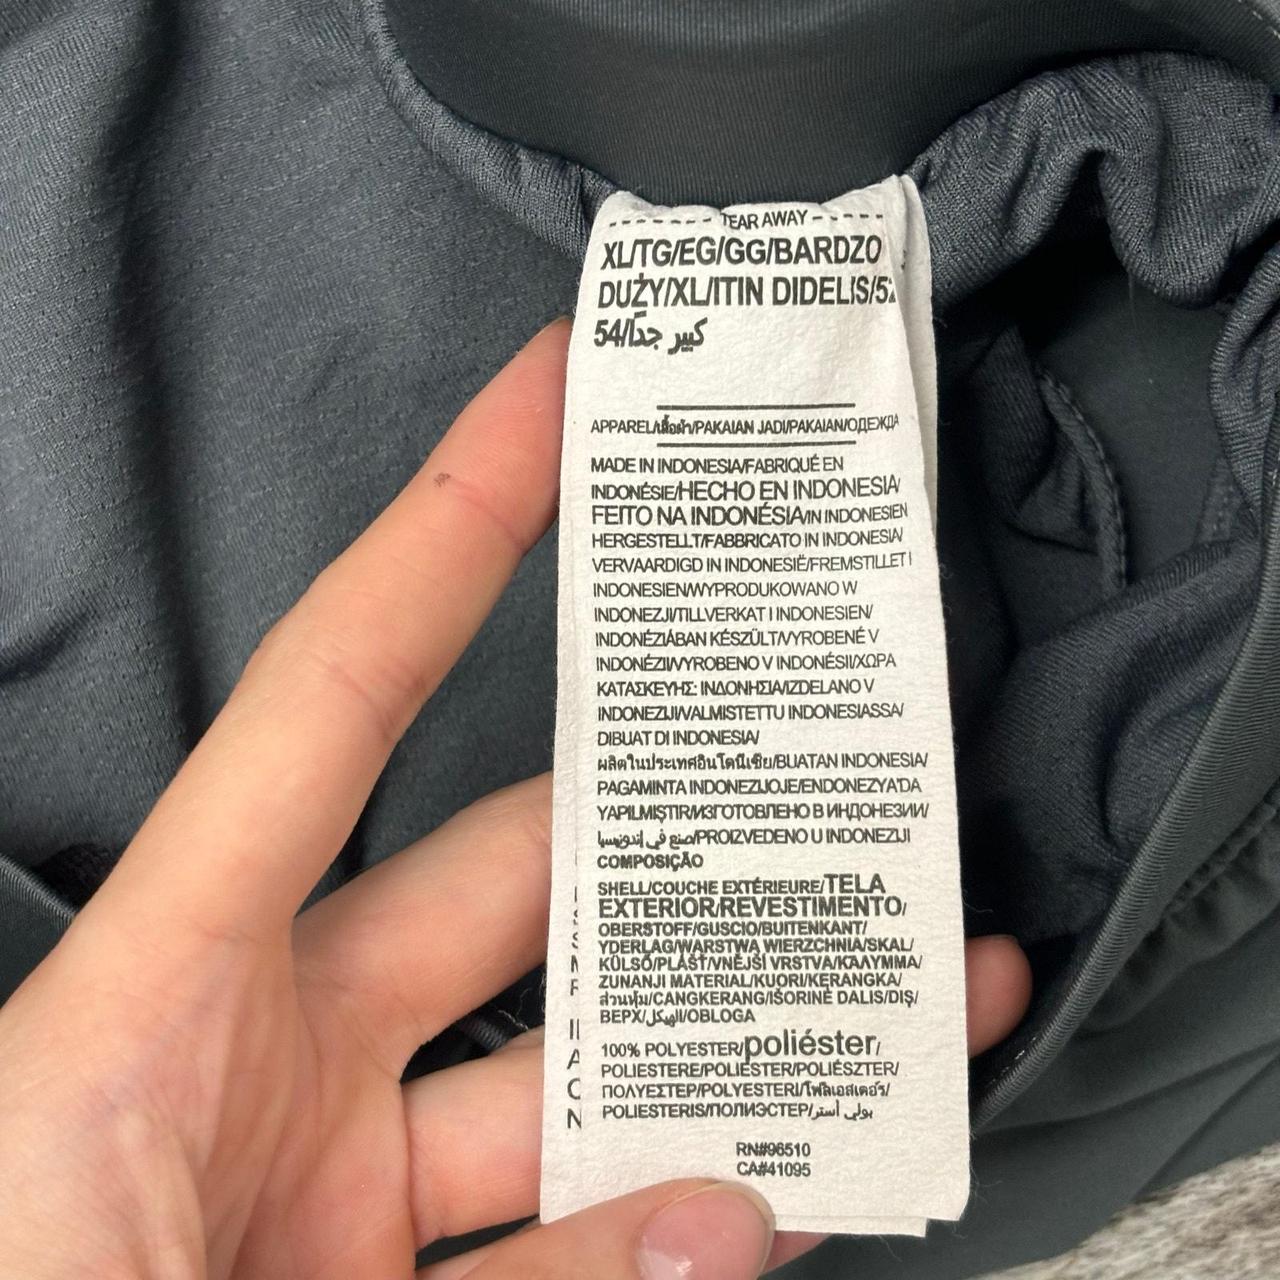 TEAR AWAY
XL/TG/EG/GG/BARDZO
DUŻY/XL/ITIN DIDELIS/52
54/كبير جدًا
APPAREL/เสื้อผ้า/PAKAIAN JADI/PAKAIAN/ОДЕЖДА
MADE IN INDONESIA/FABRIQUÉ EN
INDONÉSIE/HECHO EN INDONESIA/
FEITO NA INDONÉSIA/IN INDONESIEN
HERGESTELLT/FABBRICATO IN INDONESIA/
VERVAARDIGD IN INDONESIË/FREMSTILLET I
INDONESIEN/WYPRODUKOWANO W
INDONEZJI/TILLVERKAT I INDONESIEN/
INDONÉZIÁBAN KÉSZÜLT/VYROBENÉ V
INDONÉZII/VYROBENO V INDONÉSII/ΧΩΡΑ
ΚΑΤΑΣΚΕΥΗΣ: ΙΝΔΟΝΗΣΙΑ/IZDELANO V
INDONEZIJI/VALMISTETTU INDONESIASSA/
DIBUAT DI INDONESIA/
ผลิตในประเทศอินโดนีเซีย/BUATAN INDONESIA/
PAGAMINTA INDONEZIJOJE/ENDONEZYA'DA
YAPILMIŞTIR/ИЗГОТОВЛЕНО В ИНДОНЕЗИИ/
صنع في إندونيسيا/PROIZVEDENO U INDONEZIJI
COMPOSIÇÃO
SHELL/COUCHE EXTÉRIEURE/TELA
EXTERIOR/REVESTIMENTO/
OBERSTOFF/GUSCIO/BUITENKANT/
YDERLAG/WARSTWA WIERZCHNIA/SKAL/
KÜLSŐ/PLÁŠŤ/VNĚJŠÍ VRSTVA/ΚΑΛΥΜΜΑ/
ZUNANJI MATERIAL/KUORI/KERANGKA/
ส่วนหุ้ม/CANGKERANG/IŠORINĖ DALIS/DIŞ/
ВЕРХ/الهيكل/OBLOGA
100% POLYESTER/poliéster/
POLIESTERE/POLIESTER/POLIÉSZTER/
ΠΟΛΥΕΣΤΕΡ/POLYESTERI/โพลิเอสเตอร์/
POLIESTERIS/ПОЛИЭСТЕР/بولي أستر
RN#96510
CA#41095